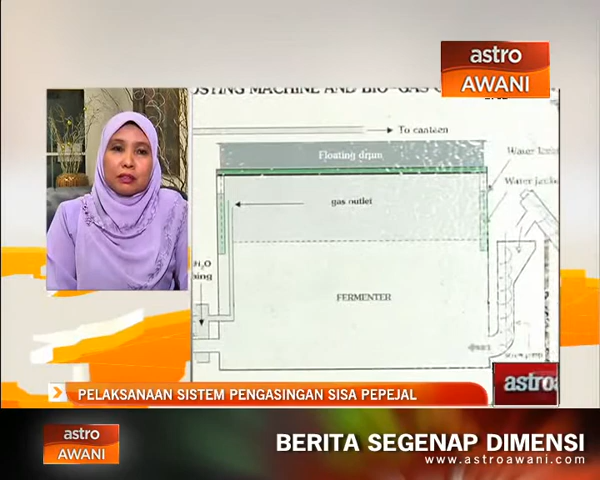 astro
AWANI
MACHINE AND BIO-GAS
To canteen
Floating drum
Water
Water jacket
gas outlet
FERMENTER
PELAKSANAAN SISTEM PENGASINGAN SISA PEPEJAL
astro
astro
AWANI
BERITA SEGENAP DIMENSI
www.astroawani.com